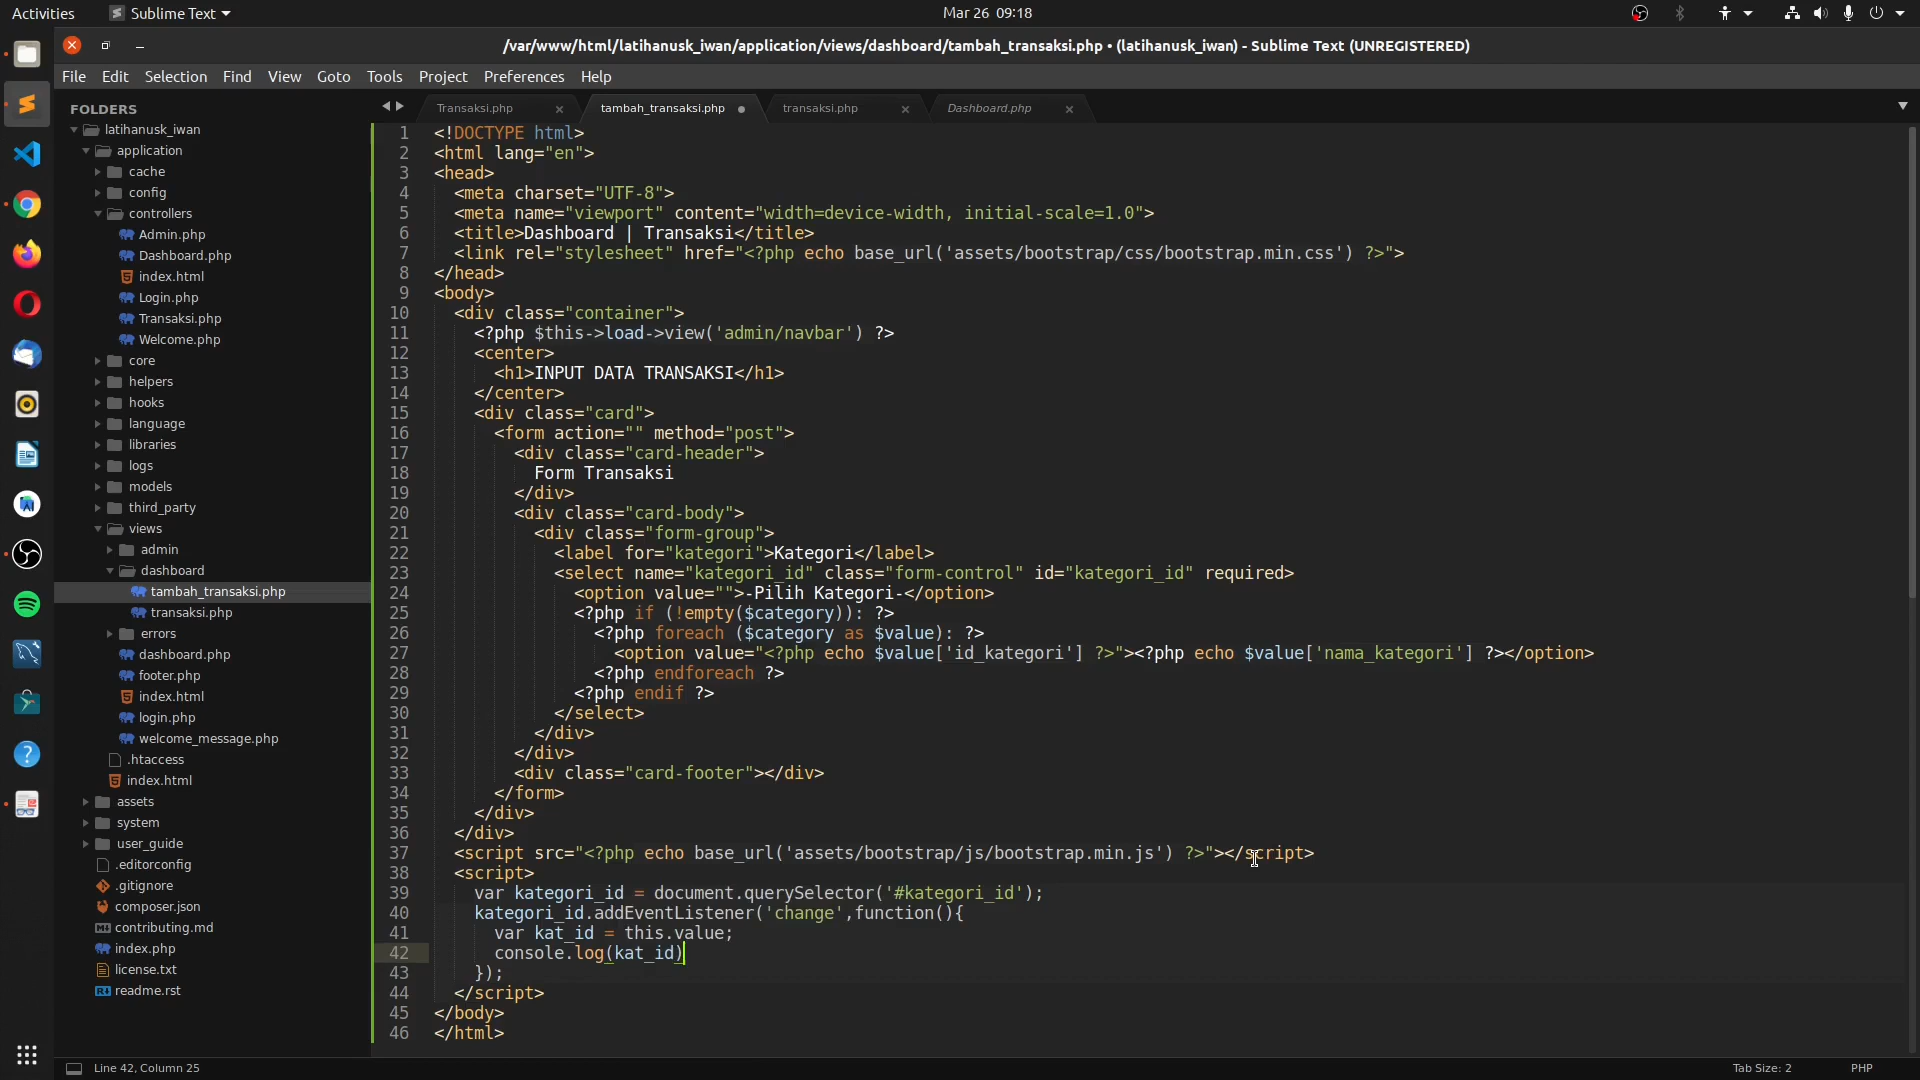 Activities
Sublime Text
Mar 26 09:18
/var/www/html/latihanusk_iwan/application/views/dashboard/tambah_transaksi.php • (latihanusk_iwan) - Sublime Text (UNREGISTERED)
File Edit Selection Find View Goto Tools Project Preferences Help
FOLDERS
latihanusk_iwan
application
cache
config
controllers
Admin.php
Dashboard.php
index.html
Login.php
Transaksi.php
Welcome.php
core
helpers
hooks
language
libraries
logs
models
third_party
views
admin
dashboard
tambah_transaksi.php
transaksi.php
errors
dashboard.php
footer.php
index.html
login.php
welcome_message.php
.htaccess
index.html
assets
system
user_guide
.editorconfig
.gitignore
composer.json
contributing.md
index.php
license.txt
readme.rst
Transaksi.php
tambah_transaksi.php
transaksi.php
Dashboard.php
1 <!DOCTYPE html>
2 <html lang="en">
3 <head>
4 <meta charset="UTF-8">
5 <meta name="viewport" content="width=device-width, initial-scale=1.0">
6 <title>Dashboard | Transaksi</title>
7 <link rel="stylesheet" href="<?php echo base_url('assets/bootstrap/css/bootstrap.min.css') ?>">
8 </head>
9 <body>
10 <div class="container">
11 <?php $this->load->view('admin/navbar') ?>
12 <center>
13 <h1>INPUT DATA TRANSAKSI</h1>
14 </center>
15 <div class="card">
16 <form action="" method="post">
17 <div class="card-header">
18 Form Transaksi
19 </div>
20 <div class="card-body">
21 <div class="form-group">
22 <label for="kategori">Kategori</label>
23 <select name="kategori_id" class="form-control" id="kategori_id" required>
24 <option value="">-Pilih Kategori-</option>
25 <?php if (!empty($category)): ?>
26 <?php foreach ($category as $value): ?>
27 <option value="<?php echo $value['id_kategori'] ?>"><?php echo $value['nama_kategori'] ?></option>
28 <?php endforeach ?>
29 <?php endif ?>
30 </select>
31 </div>
32 </div>
33 <div class="card-footer"></div>
34 </form>
35 </div>
36 </div>
37 <script src="<?php echo base_url('assets/bootstrap/js/bootstrap.min.js') ?>"></script>
38 <script>
39 var kategori_id = document.querySelector('#kategori_id');
40 kategori_id.addEventListener('change',function(){
41 var kat_id = this.value;
42 console.log(kat_id)
43 });
44 </script>
45 </body>
46 </html>
Line 42, Column 25
Tab Size: 2
PHP